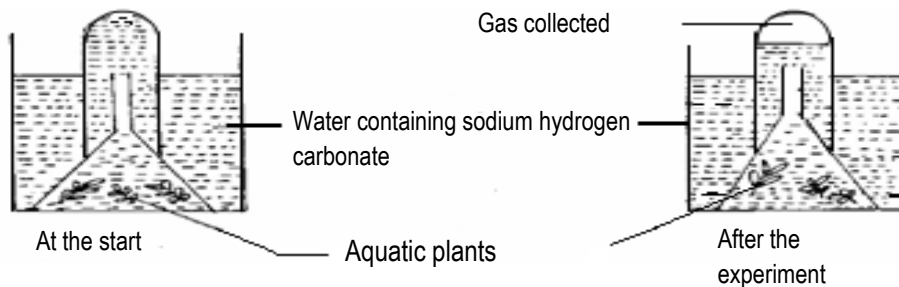 Gas collected
Water containing sodium hydrogen
carbonate
At the start
Aquatic plants
After the
experiment